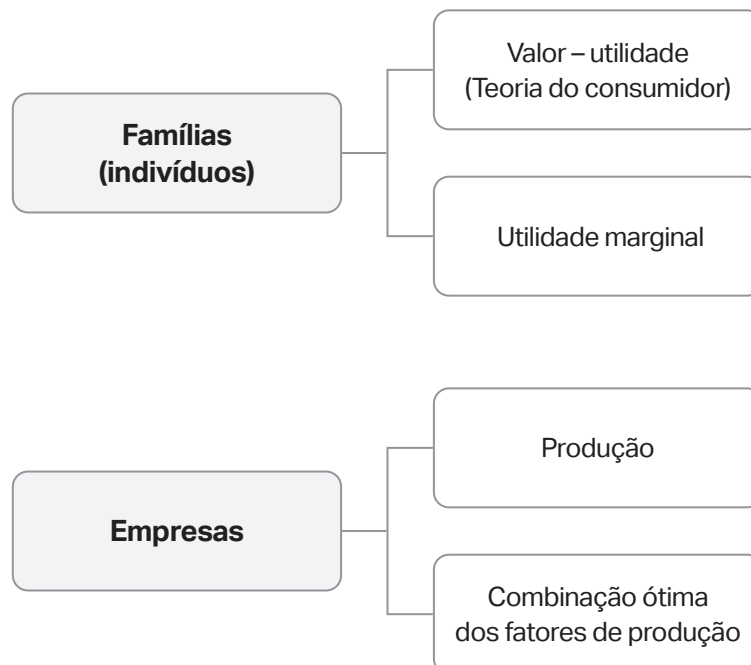 Valor – utilidade
(Teoria do consumidor)
Famílias
(indivíduos)
Utilidade marginal
Produção
Empresas
Combinação ótima
dos fatores de produção